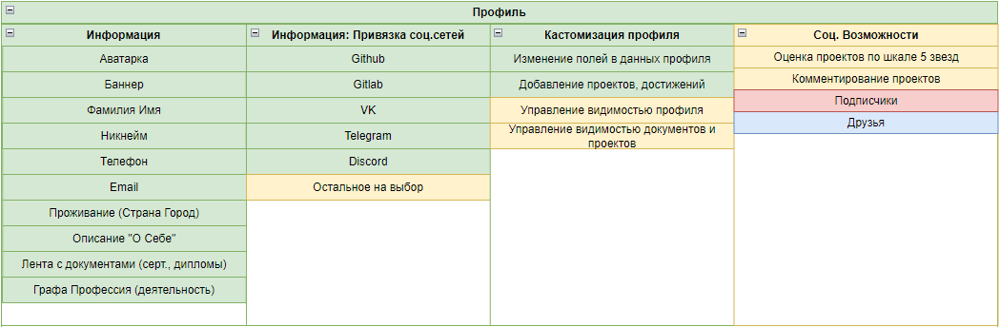 Профиль
Информация
Аватарка
Баннер
Фамилия Имя
Никнейм
Телефон
Email
Проживание (Страна Город)
Описание "О Себе"
Лента с документами (серт., дипломы)
Графа Профессия (деятельность)
Информация: Привязка соц.сетей
Github
Gitlab
VK
Telegram
Discord
Остальное на выбор
Кастомизация профиля
Изменение полей в данных профиля
Добавление проектов, достижений
Управление видимостью профиля
Управление видимостью документов и
проектов
Соц. Возможности
Оценка проектов по шкале 5 звезд
Комментирование проектов
Подписчики
Друзья